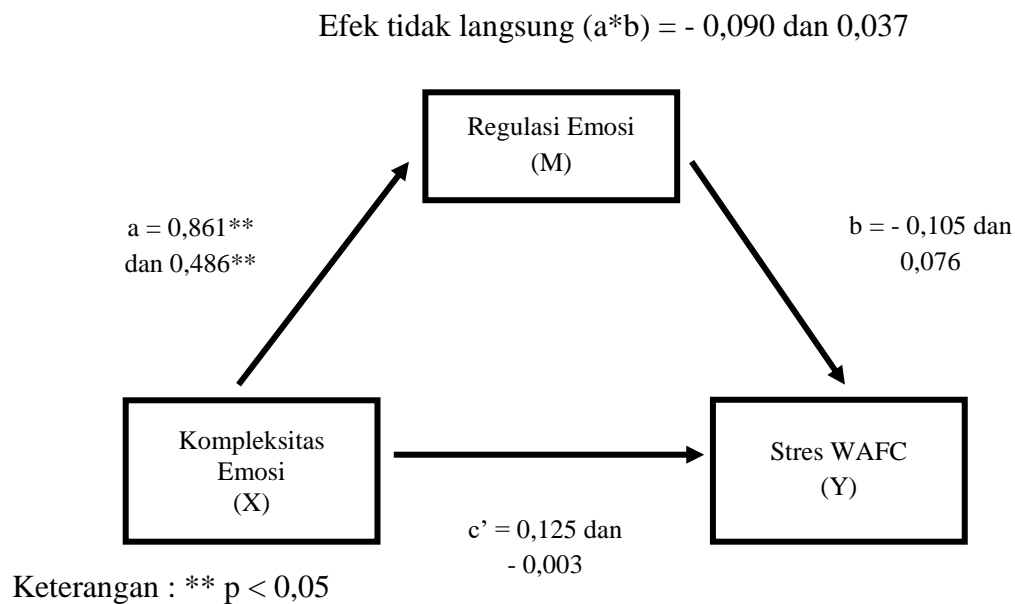 Efek tidak langsung (a*b) = - 0,090 dan 0,037
Regulasi Emosi
(M)
a = 0,861**
dan 0,486**
b = - 0,105 dan
0,076
Kompleksitas
Emosi
(X)
Stres WAFC
(Y)
c’ = 0,125 dan
- 0,003
Keterangan : ** p < 0,05